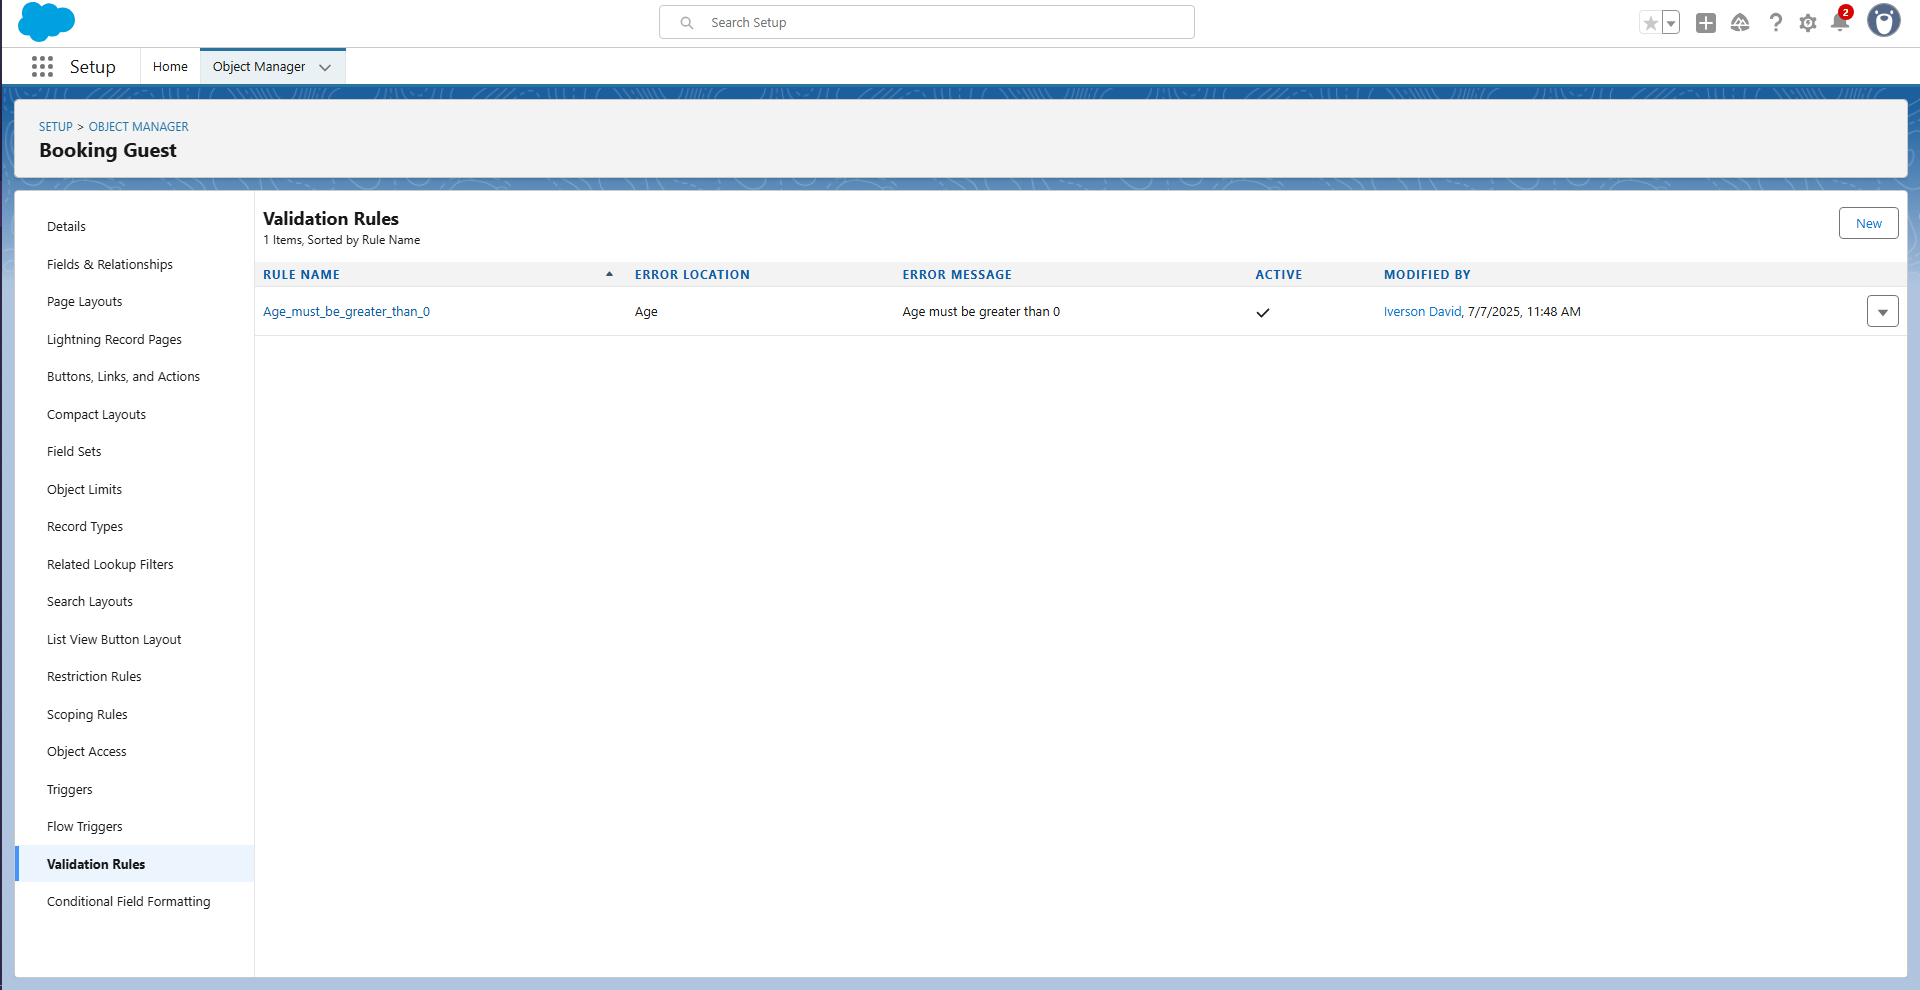 Search Setup
2
Setup
Home
Object Manager
SETUP > OBJECT MANAGER
Booking Guest
Details
Fields & Relationships
Page Layouts
Lightning Record Pages
Buttons, Links, and Actions
Compact Layouts
Field Sets
Object Limits
Record Types
Related Lookup Filters
Search Layouts
List View Button Layout
Restriction Rules
Scoping Rules
Object Access
Triggers
Flow Triggers
Validation Rules
Conditional Field Formatting
Validation Rules
1 Items, Sorted by Rule Name
New
RULE NAME ERROR LOCATION ERROR MESSAGE ACTIVE MODIFIED BY
Age_must_be_greater_than_0 Age Age must be greater than 0 Iverson David, 7/7/2025, 11:48 AM